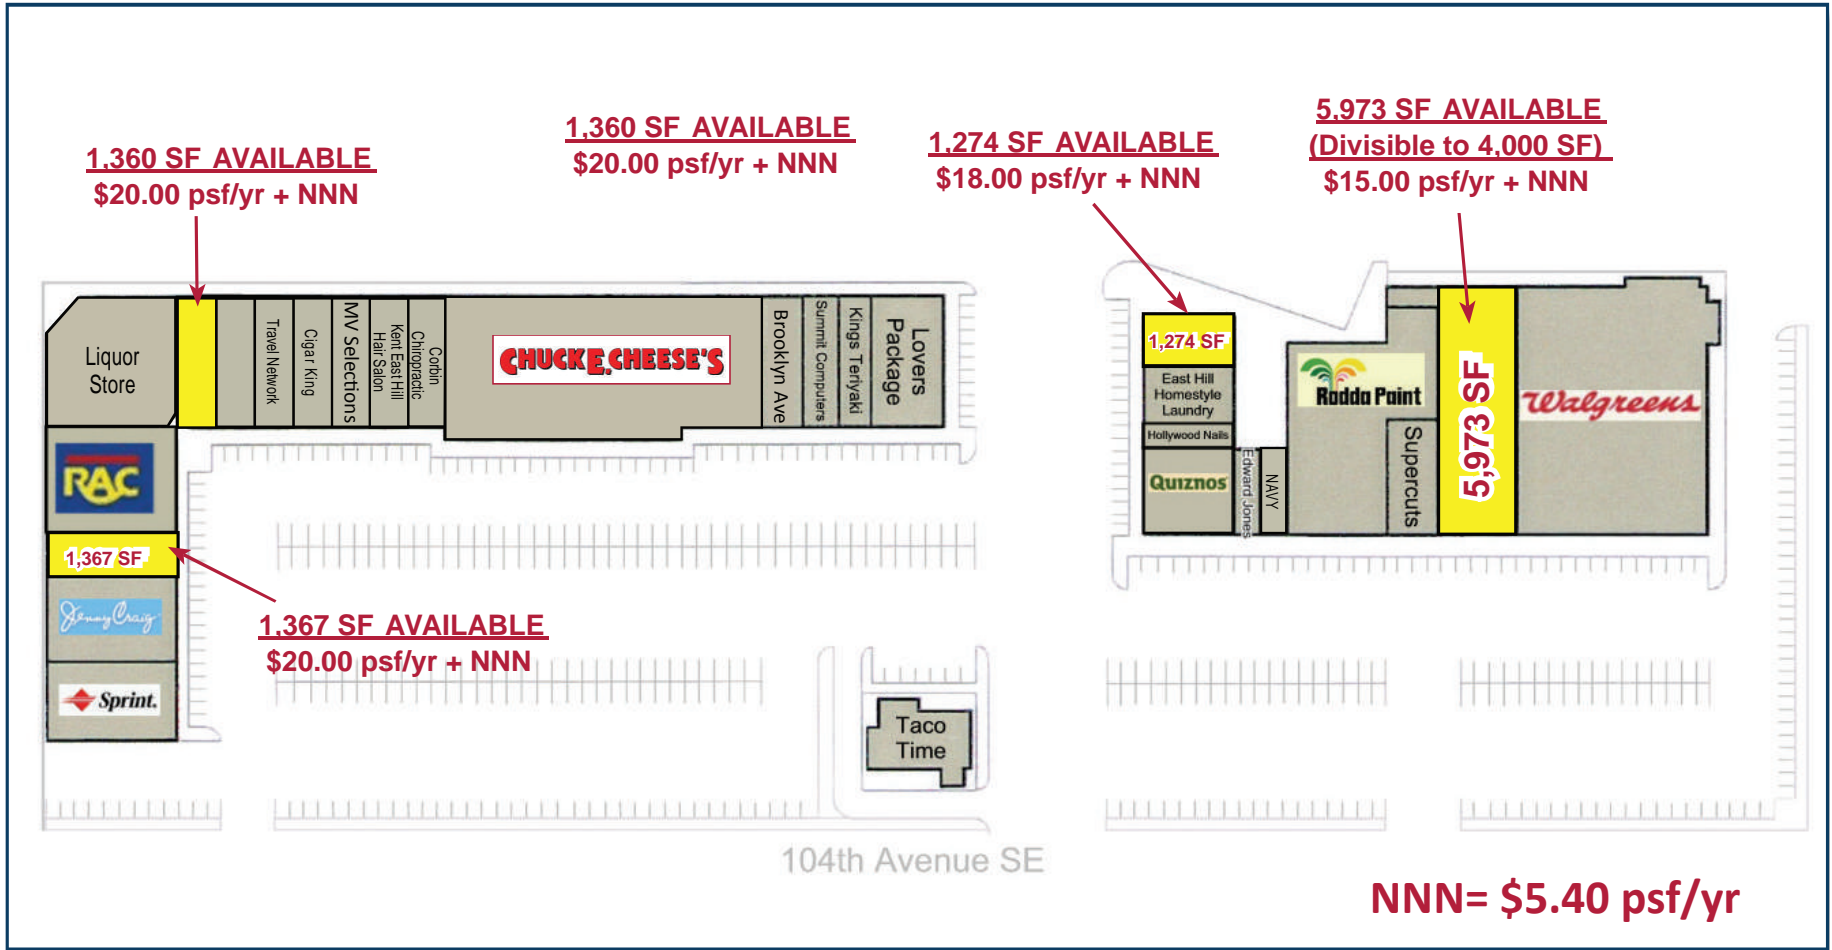 1,360 SF AVAILABLE
$20.00 psf/yr + NNN
1,360 SF AVAILABLE
$20.00 psf/yr + NNN
1,274 SF AVAILABLE
$18.00 psf/yr + NNN
5,973 SF AVAILABLE
(Divisible to 4,000 SF)
$15.00 psf/yr + NNN
Liquor
Store
Travel Network
Cigar King
MV Selections
Kent East Hill
Hair Salon
Corbin
Chiropractic
CHUCK E. CHEESE'S
Brooklyn Ave
Summit Computers
Kings Teriyaki
Lovers
Package
RAC
1,367 SF
Jenny Craig
Sprint.
1,367 SF AVAILABLE
$20.00 psf/yr + NNN
1,274 SF
East Hill
Homestyle
Laundry
Hollywood Nails
Quiznos
Edward Jones
NAVY
Rodda Paint
Supercuts
5,973 SF
Walgreens
Taco
Time
104th Avenue SE
NNN= $5.40 psf/yr